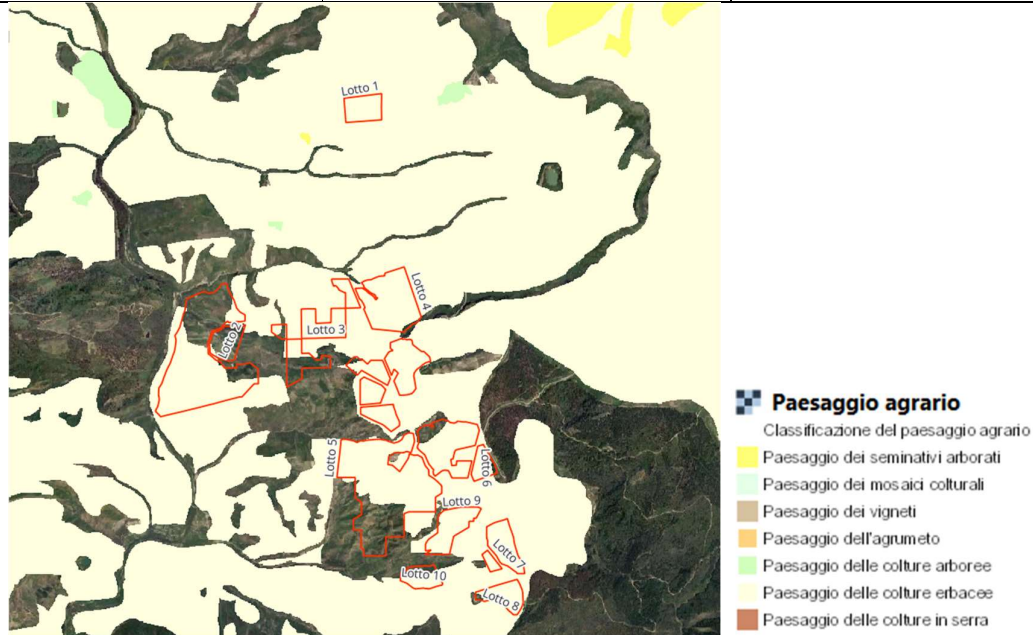 Lotto 1
Lotto 4
Lotto 2
Lotto 3
Lotto 5
Lotto 6
Lotto 9
Lotto 7
Lotto 10
Lotto 8
Paesaggio agrario
Classificazione del paesaggio agrario
Paesaggio dei seminativi arborati
Paesaggio dei mosaici colturali
Paesaggio dei vigneti
Paesaggio dell'agrumeto
Paesaggio delle colture arboree
Paesaggio delle colture erbacee
Paesaggio delle colture in serra